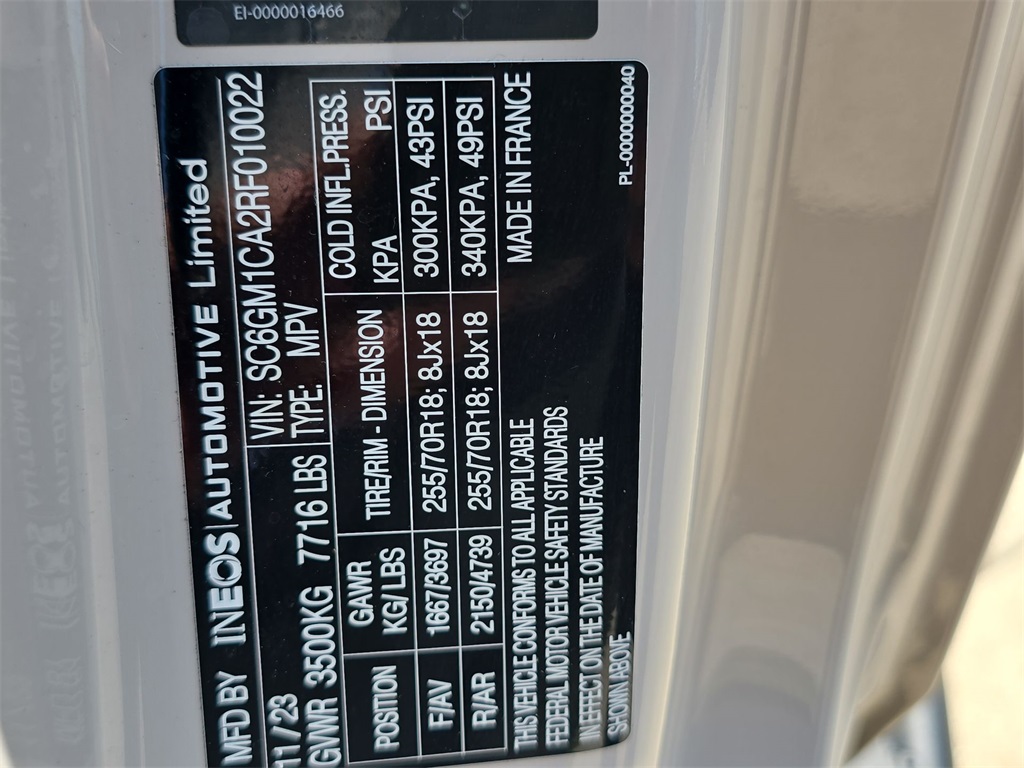 EI-0000016466
MFD BY INEOS | AUTOMOTIVE Limited
11/23 VIN: SC6GM1CA2RF010022
GVWR 3500KG 7716 LBS TYPE: MPV
POSITION GAWR KG/LBS TIRE/RIM - DIMENSION COLD INFL.PRESS. KPA PSI
F/AV 1667/3697 255/70R18; 8Jx18 300KPA, 43PSI
R/AR 2150/4739 255/70R18; 8Jx18 340KPA, 49PSI
MADE IN FRANCE
THIS VEHICLE CONFORMS TO ALL APPLICABLE
FEDERAL MOTOR VEHICLE SAFETY STANDARDS
IN EFFECT ON THE DATE OF MANUFACTURE
SHOWN ABOVE
PL-0000000040